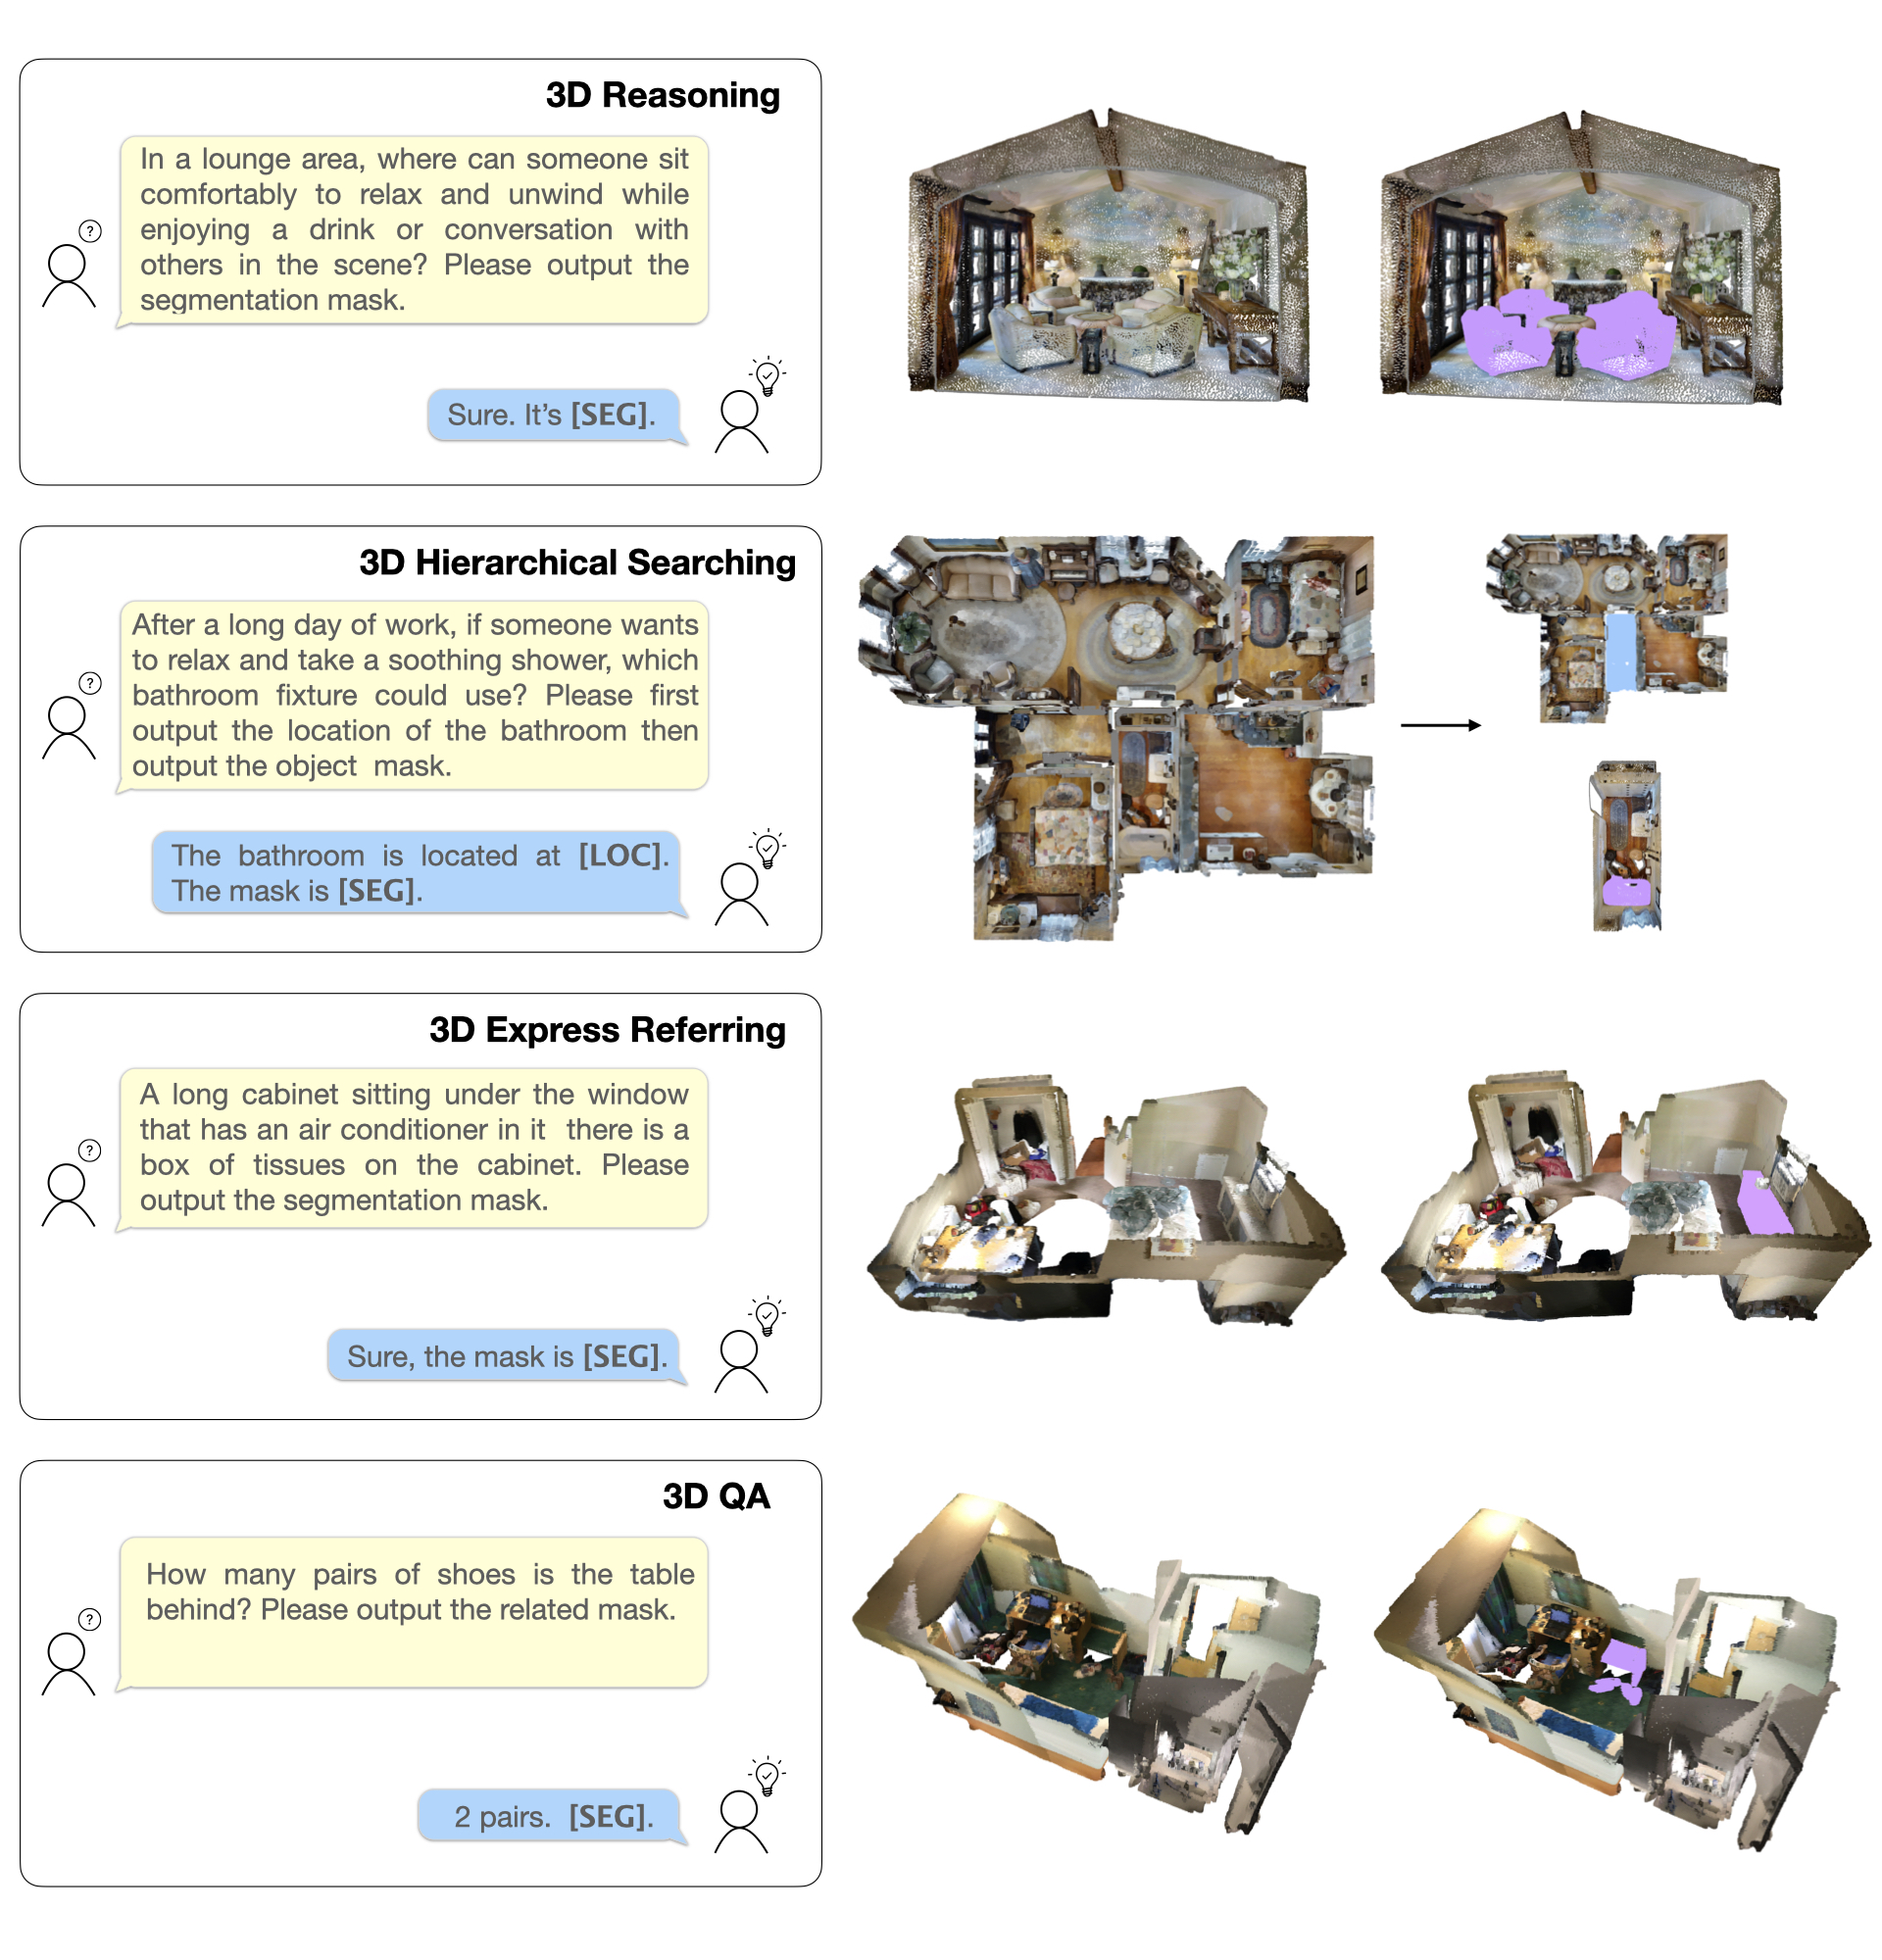 3D Reasoning
In a lounge area, where can someone sit
comfortably to relax and unwind while
enjoying a drink or conversation with
others in the scene? Please output the
segmentation mask.
?
Sure. It’s [SEG].
3D Hierarchical Searching
After a long day of work, if someone wants
to relax and take a soothing shower, which
bathroom fixture could use? Please first
output the location of the bathroom then
output the object mask.
?
The bathroom is located at [LOC].
The mask is [SEG].
3D Express Referring
A long cabinet sitting under the window
that has an air conditioner in it there is a
box of tissues on the cabinet. Please
output the segmentation mask.
?
Sure, the mask is [SEG].
3D QA
How many pairs of shoes is the table
behind? Please output the related mask.
?
2 pairs. [SEG].